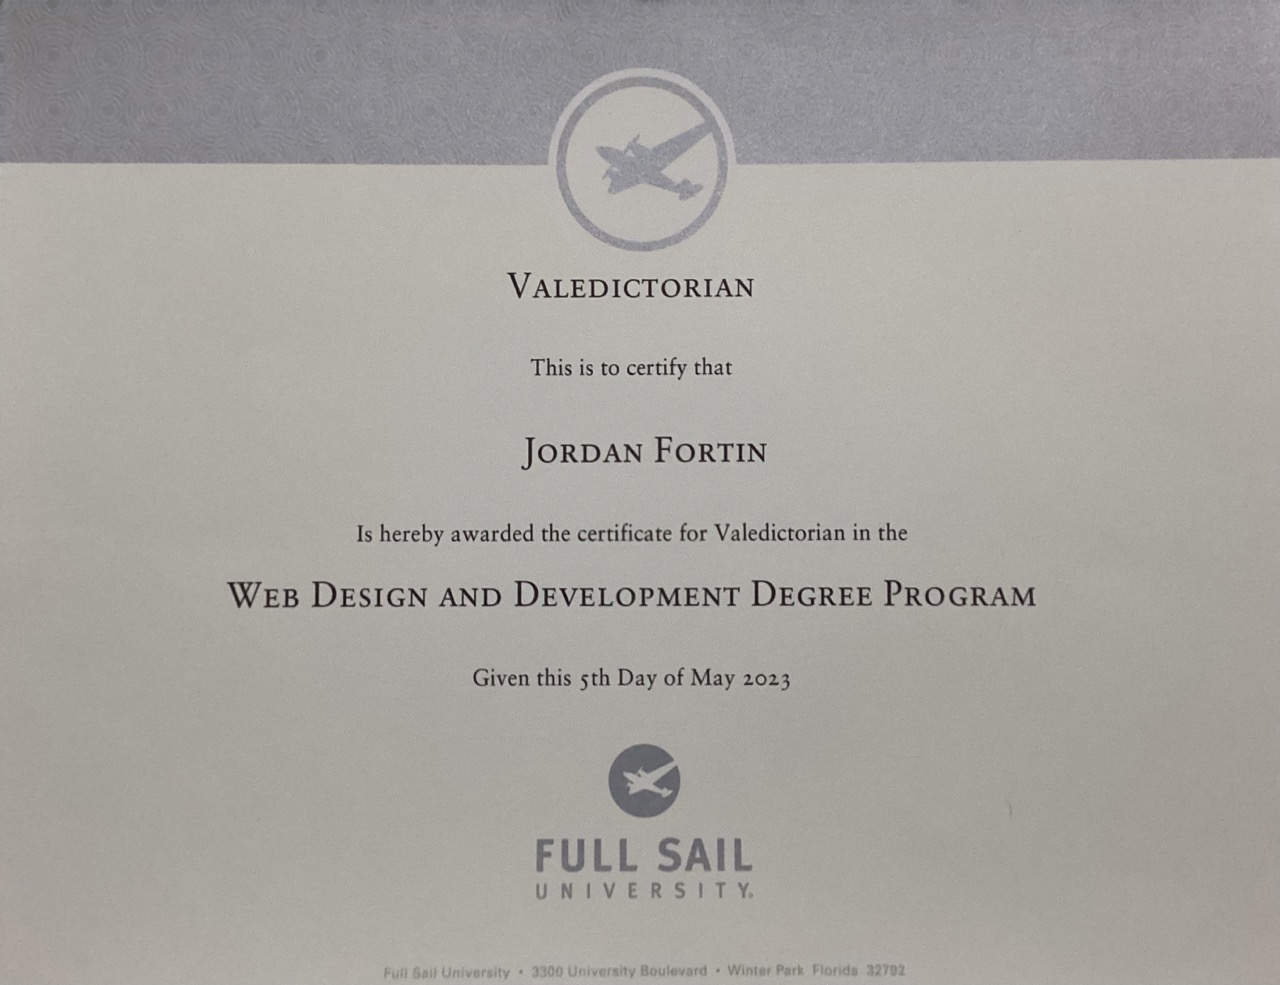 Valedictorian
This is to certify that
Jordan Fortin
Is hereby awarded the certificate for Valedictorian in the
Web Design and Development Degree Program
Given this 5th Day of May 2023
FULL SAIL
UNIVERSITY.
Full Sail University • 3300 University Boulevard • Winter Park, Florida 32792